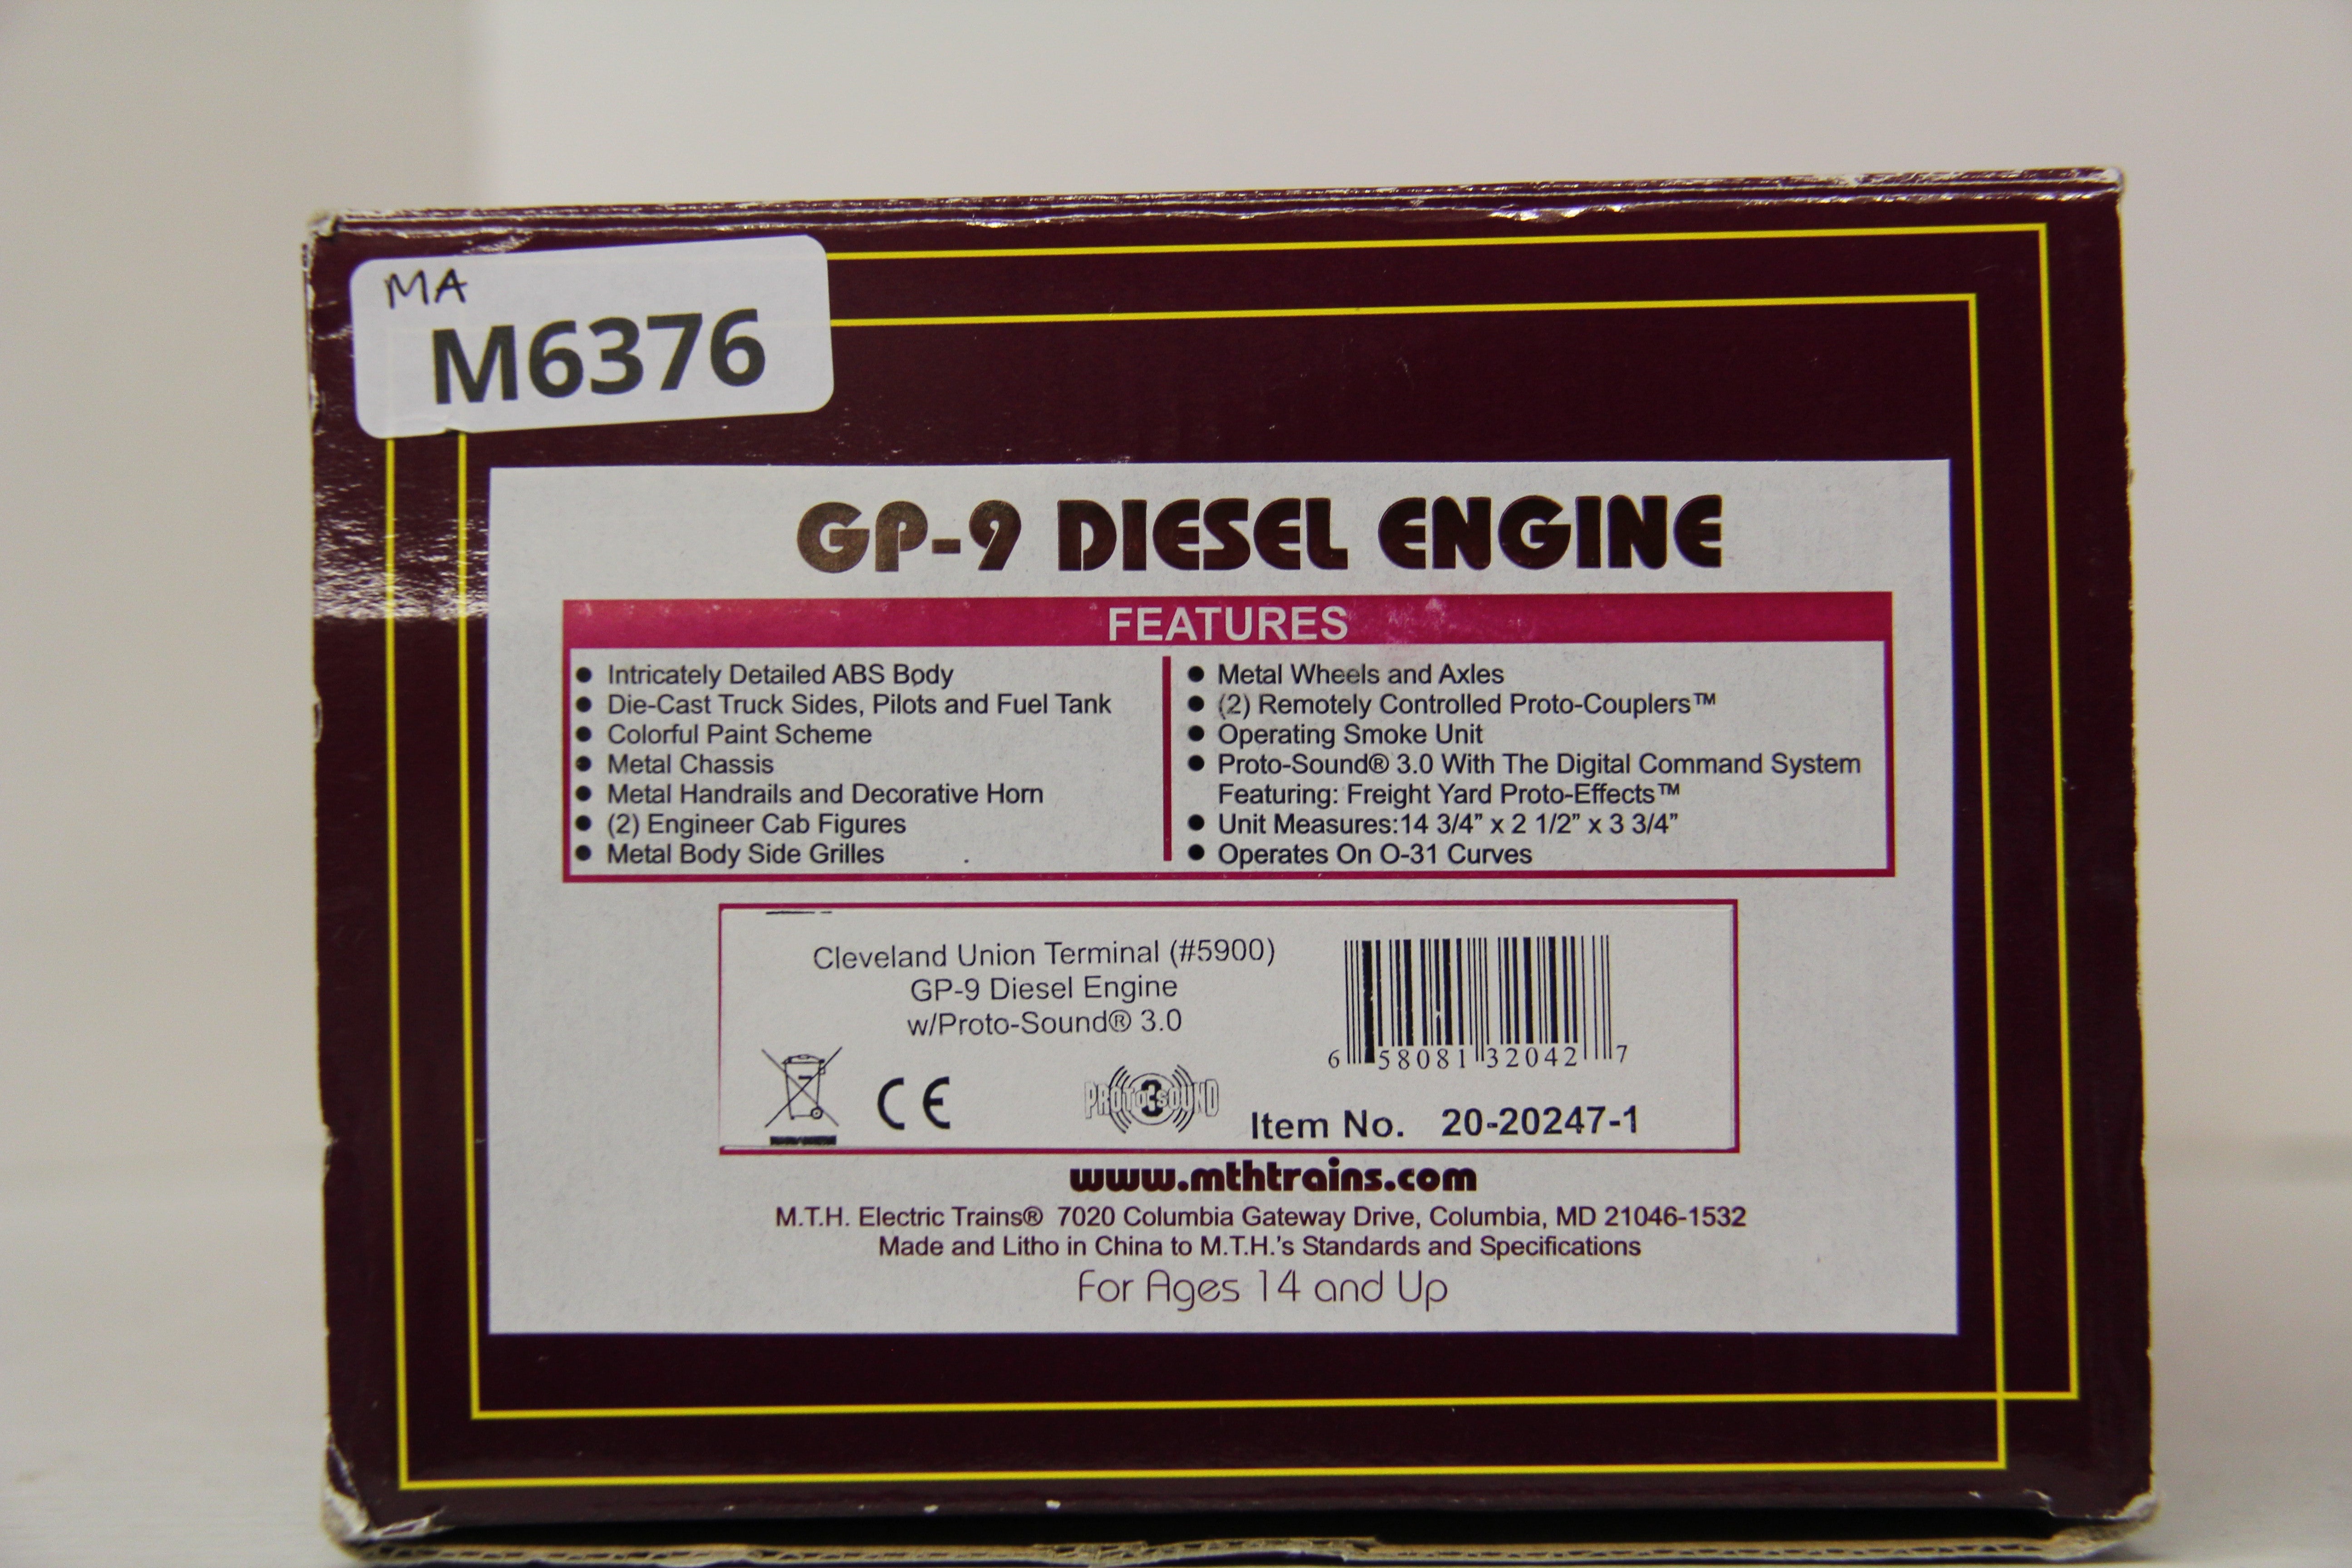 MA
M6376
GP-9 DIESEL ENGINE
FEATURES
● Intricately Detailed ABS Body
● Die-Cast Truck Sides, Pilots and Fuel Tank
● Colorful Paint Scheme
● Metal Chassis
● Metal Handrails and Decorative Horn
● (2) Engineer Cab Figures
● Metal Body Side Grilles
● Metal Wheels and Axles
● (2) Remotely Controlled Proto-Couplers™
● Operating Smoke Unit
● Proto-Sound® 3.0 With The Digital Command System
Featuring: Freight Yard Proto-Effects™
● Unit Measures:14 3/4” x 2 1/2” x 3 3/4”
● Operates On O-31 Curves
Cleveland Union Terminal (#5900)
GP-9 Diesel Engine
w/Proto-Sound® 3.0
6 58081 32042 7
CE
PROTO-SOUND 3
Item No. 20-20247-1
www.mthtrains.com
M.T.H. Electric Trains® 7020 Columbia Gateway Drive, Columbia, MD 21046-1532
Made and Litho in China to M.T.H.'s Standards and Specifications
For Ages 14 and Up